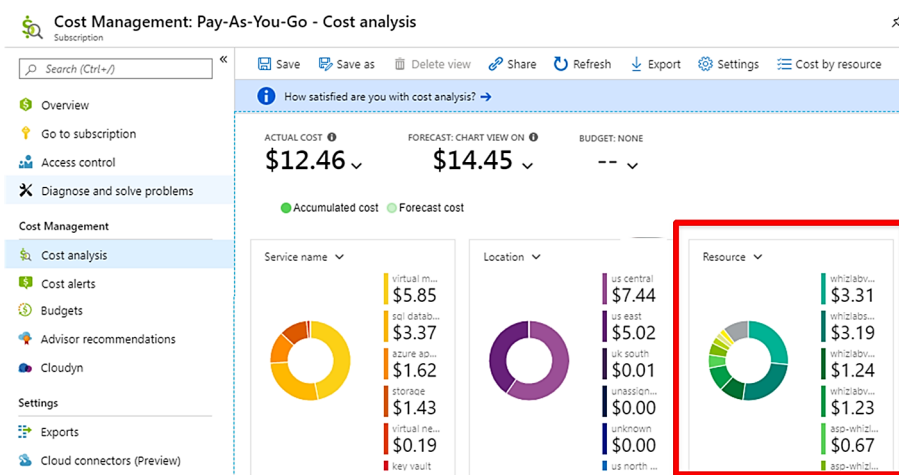 Cost Management: Pay-As-You-Go - Cost analysis
Subscription
Search (Ctrl+/)
«
Overview
Go to subscription
Access control
Diagnose and solve problems
Cost Management
Cost analysis
Cost alerts
Budgets
Advisor recommendations
Cloudyn
Settings
Exports
Cloud connectors (Preview)
Save
Save as
Delete view
Share
Refresh
Export
Settings
Cost by resource
How satisfied are you with cost analysis? →
ACTUAL COST
$12.46
FORECAST: CHART VIEW ON
$14.45
BUDGET: NONE
--
Accumulated cost
Forecast cost
Service name
virtual m...
$5.85
sql datab...
$3.37
azure ap...
$1.62
storage
$1.43
virtual ne...
$0.19
key vault
Location
us central
$7.44
us east
$5.02
uk south
$0.01
unassign...
$0.00
unknown
$0.00
us north ...
Resource
whizlabv...
$3.31
whizlabs...
$3.19
whizlabv...
$1.24
whizlabv...
$1.23
asp-whizl...
$0.67
asp-whizl...